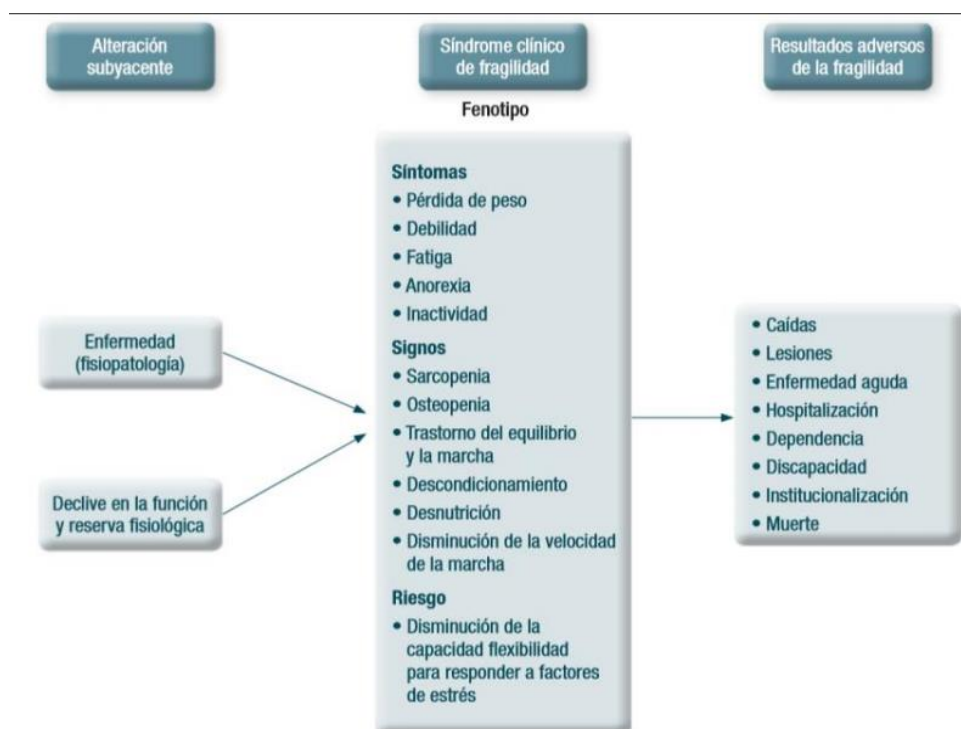 Alteración
subyacente
Síndrome clínico
de fragilidad
Resultados adversos
de la fragilidad
Fenotipo
Enfermedad
(fisiopatología)
Declive en la función
y reserva fisiológica
Síntomas
• Pérdida de peso
• Debilidad
• Fatiga
• Anorexia
• Inactividad
Signos
• Sarcopenia
• Osteopenia
• Trastorno del equilibrio
y la marcha
• Descondicionamiento
• Desnutrición
• Disminución de la velocidad
de la marcha
Riesgo
• Disminución de la
capacidad flexibilidad
para responder a factores
de estrés
• Caídas
• Lesiones
• Enfermedad aguda
• Hospitalización
• Dependencia
• Discapacidad
• Institucionalización
• Muerte